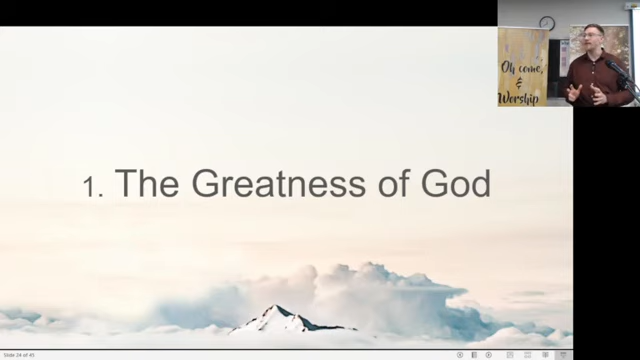 Oh come,
&
Worship
1. The Greatness of God
Slide 24 of 45